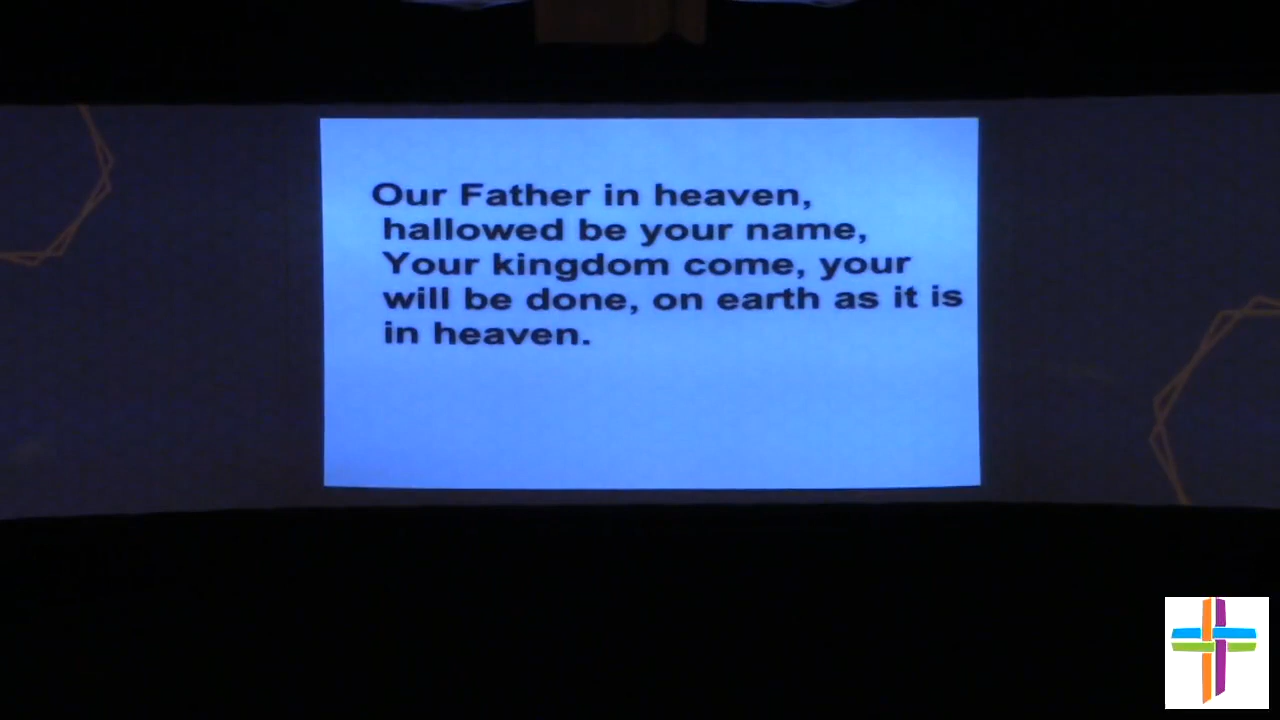 Our Father in heaven,
hallowed be your name,
Your kingdom come, your
will be done, on earth as it is
in heaven.